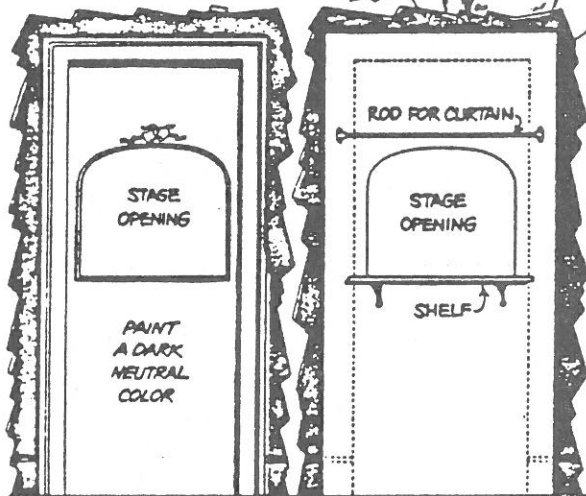 STAGE
OPENING
PAINT
A DARK
NEUTRAL
COLOR
ROD FOR CURTAIN
STAGE
OPENING
SHELF